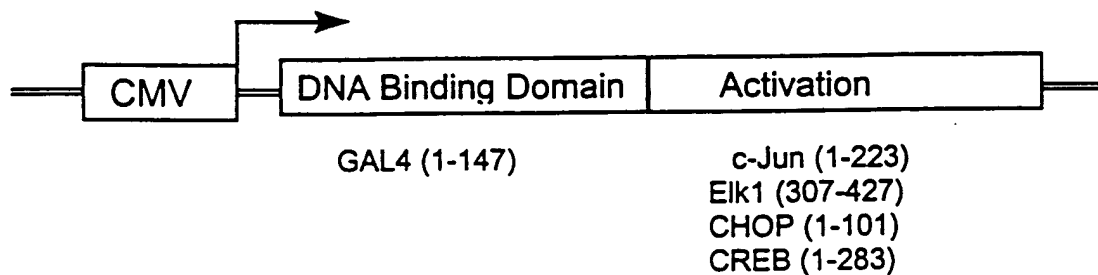 CMV
DNA Binding Domain
Activation
GAL4 (1-147)
c-Jun (1-223)
Elk1 (307-427)
CHOP (1-101)
CREB (1-283)